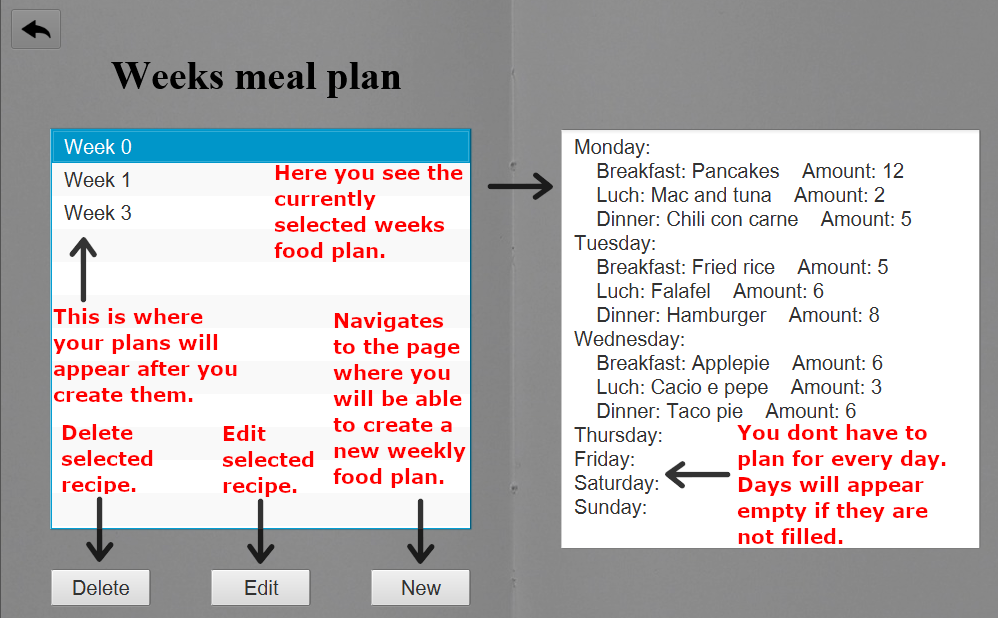 Weeks meal plan
Week 0
Week 1
Week 3
Here you see the
currently
selected weeks
food plan.
This is where
your plans will
appear after you
create them.
Navigates
to the page
where you
will be able
to create a
new weekly
food plan.
Delete
selected
recipe.
Edit
selected
recipe.
Delete
Edit
New
Monday:
Breakfast: Pancakes Amount: 12
Luch: Mac and tuna Amount: 2
Dinner: Chili con carne Amount: 5
Tuesday:
Breakfast: Fried rice Amount: 5
Luch: Falafel Amount: 6
Dinner: Hamburger Amount: 8
Wednesday:
Breakfast: Applepie Amount: 6
Luch: Cacio e pepe Amount: 3
Dinner: Taco pie Amount: 6
Thursday:
Friday:
Saturday:
Sunday:
You dont have to
plan for every day.
Days will appear
empty if they are
not filled.